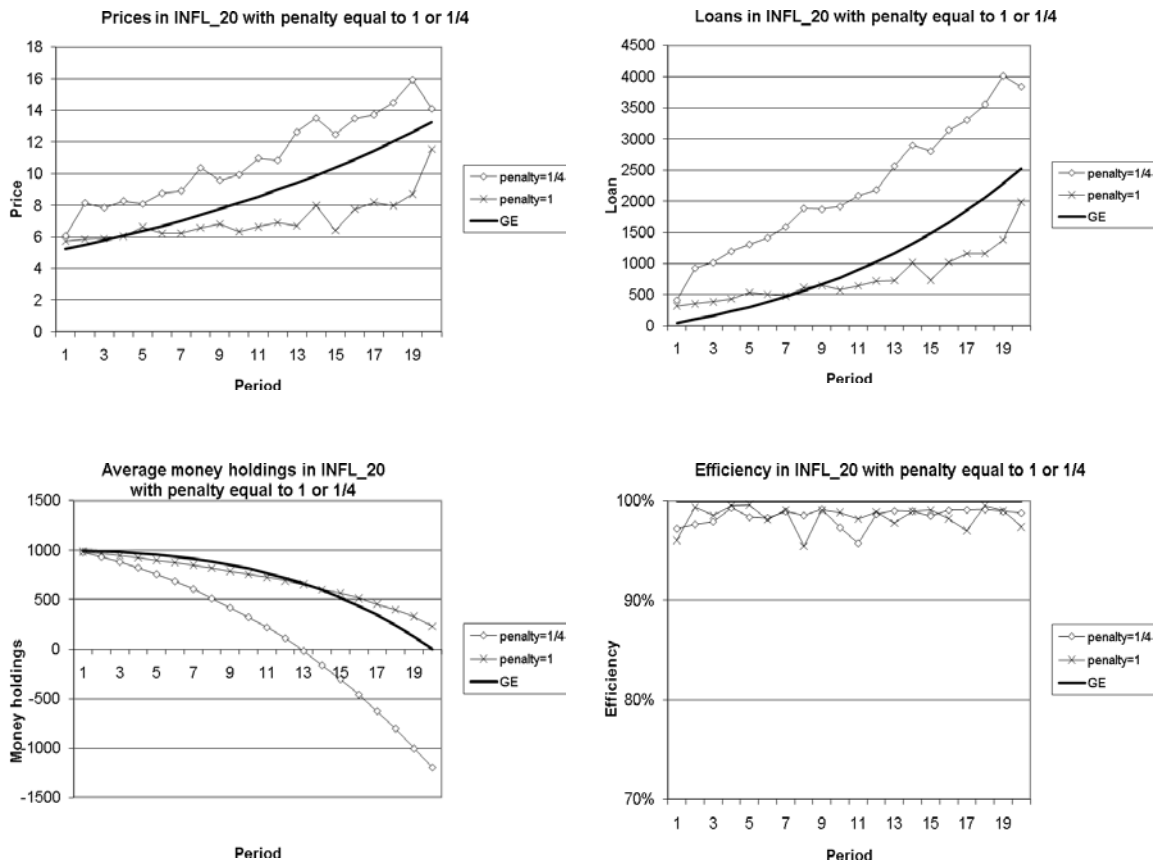 Prices in INFL_20 with penalty equal to 1 or 1/4
18
16
14
12
10
8
6
4
2
0
Price
1 3 5 7 9 11 13 15 17 19
Period
penalty=1/4
penalty=1
GE
Loans in INFL_20 with penalty equal to 1 or 1/4
4500
4000
3500
3000
2500
2000
1500
1000
500
0
Loan
1 3 5 7 9 11 13 15 17 19
Period
penalty=1/4
penalty=1
GE
Average money holdings in INFL_20
with penalty equal to 1 or 1/4
1500
1000
500
0
-500
-1000
-1500
Money holdings
1 3 5 7 9 11 13 15 17 19
Period
penalty=1/4
penalty=1
GE
Efficiency in INFL_20 with penalty equal to 1 or 1/4
100%
90%
80%
70%
Efficiency
1 3 5 7 9 11 13 15 17 19
Period
penalty=1/4
penalty=1
GE